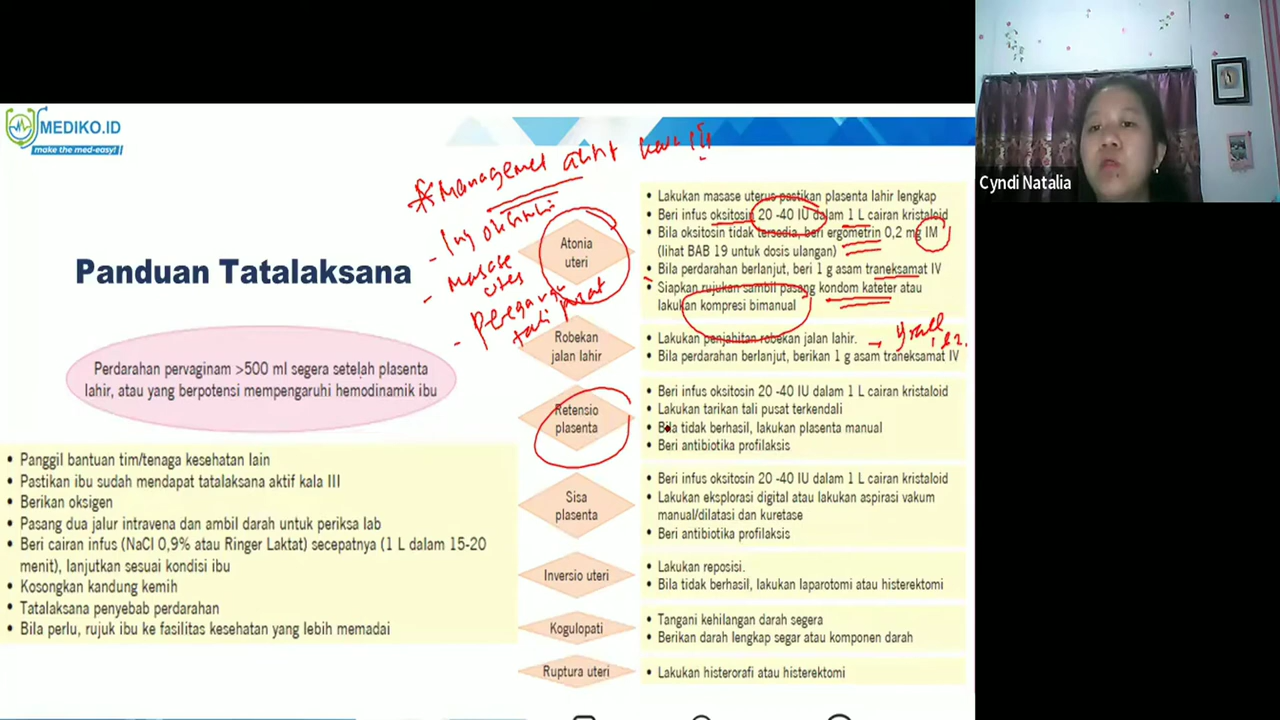 MEDIKO.ID
make the med-easy!
Cyndi Natalia
*Management aktif kala III
- Inj oksitosin
- Masase uterus
- Peregangan tali pusat
Panduan Tatalaksana
Perdarahan pervaginam >500 ml segera setelah plasenta
lahir, atau yang berpotensi mempengaruhi hemodinamik ibu
• Panggil bantuan tim/tenaga kesehatan lain
• Pastikan ibu sudah mendapat tatalaksana aktif kala III
• Berikan oksigen
• Pasang dua jalur intravena dan ambil darah untuk periksa lab
• Beri cairan infus (NaCl 0,9% atau Ringer Laktat) secepatnya (1 L dalam 15-20
menit), lanjutkan sesuai kondisi ibu
• Kosongkan kandung kemih
• Tatalaksana penyebab perdarahan
• Bila perlu, rujuk ibu ke fasilitas kesehatan yang lebih memadai
Atonia
uteri
• Lakukan masase uterus pastikan plasenta lahir lengkap
• Beri infus oksitosin 20 -40 IU dalam 1 L cairan kristaloid
• Bila oksitosin tidak tersedia, beri ergometrin 0,2 mg IM
(lihat BAB 19 untuk dosis ulangan)
• Bila perdarahan berlanjut, beri 1 g asam traneksamat IV
• Siapkan rujukan sambil pasang kondom kateter atau
lakukan kompresi bimanual
Robekan
jalan lahir
• Lakukan penjahitan robekan jalan lahir.
• Bila perdarahan berlanjut, berikan 1 g asam traneksamat IV
Retensio
plasenta
• Beri infus oksitosin 20 -40 IU dalam 1 L cairan kristaloid
• Lakukan tarikan tali pusat terkendali
• Bila tidak berhasil, lakukan plasenta manual
• Beri antibiotika profilaksis
Sisa
plasenta
• Beri infus oksitosin 20 -40 IU dalam 1 L cairan kristaloid
• Lakukan eksplorasi digital atau lakukan aspirasi vakum
manual/dilatasi dan kuretase
• Beri antibiotika profilaksis
Inversio uteri
• Lakukan reposisi.
• Bila tidak berhasil, lakukan laparotomi atau histerektomi
Kogulopati
• Tangani kehilangan darah segera
• Berikan darah lengkap segar atau komponen darah
Ruptura uteri
• Lakukan histerorafi atau histerektomi